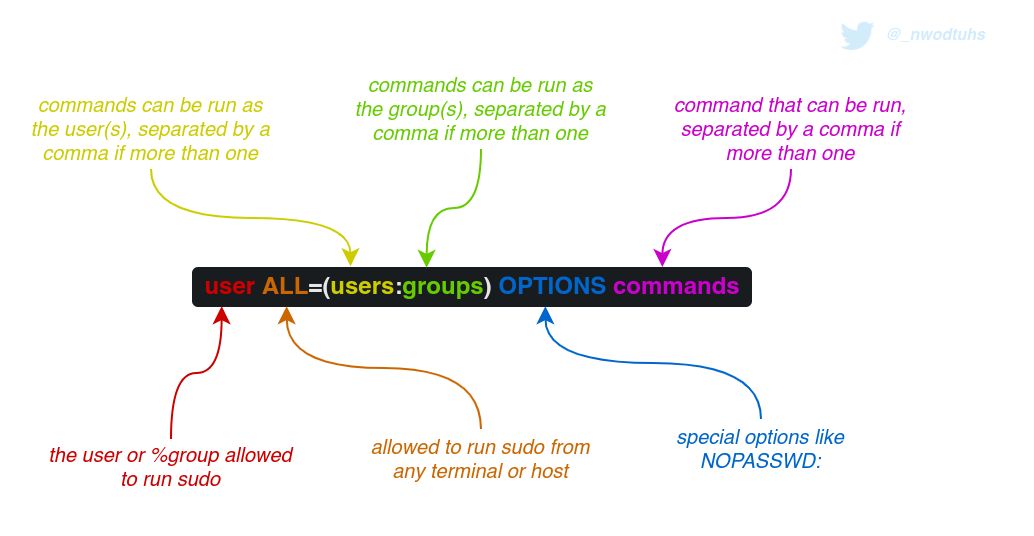 @_nwodtuhs
commands can be run as
the user(s), separated by a
comma if more than one
commands can be run as
the group(s), separated by a
comma if more than one
command that can be run,
separated by a comma if
more than one
user ALL=(users:groups) OPTIONS commands
the user or %group allowed
to run sudo
allowed to run sudo from
any terminal or host
special options like
NOPASSWD: